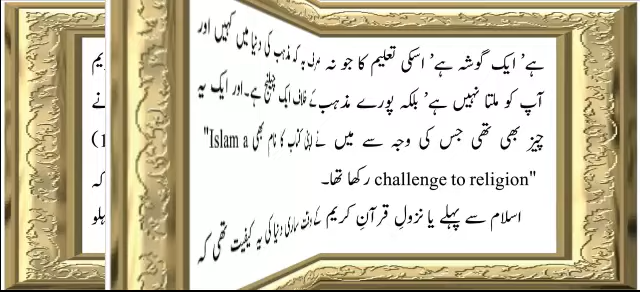 ہے' ایک گوشہ ہے' اسکی تعلیم کا جو نہ صرف یہ کہ مذہب کی دنیا میں کہیں اور
آپ کو ملتا نہیں ہے' بلکہ پورے مذہب کے خلاف ایک چیلنج ہے۔ اور ایک یہ
چیز بھی تھی جس کی وجہ سے میں نے اپنی کتاب کا نام بھی "Islam a
challenge to religion" رکھا تھا۔
اسلام سے پہلے یا نزولِ قرآنِ کریم کے وقت ساری دنیا کی یہ کیفیت تھی کہ